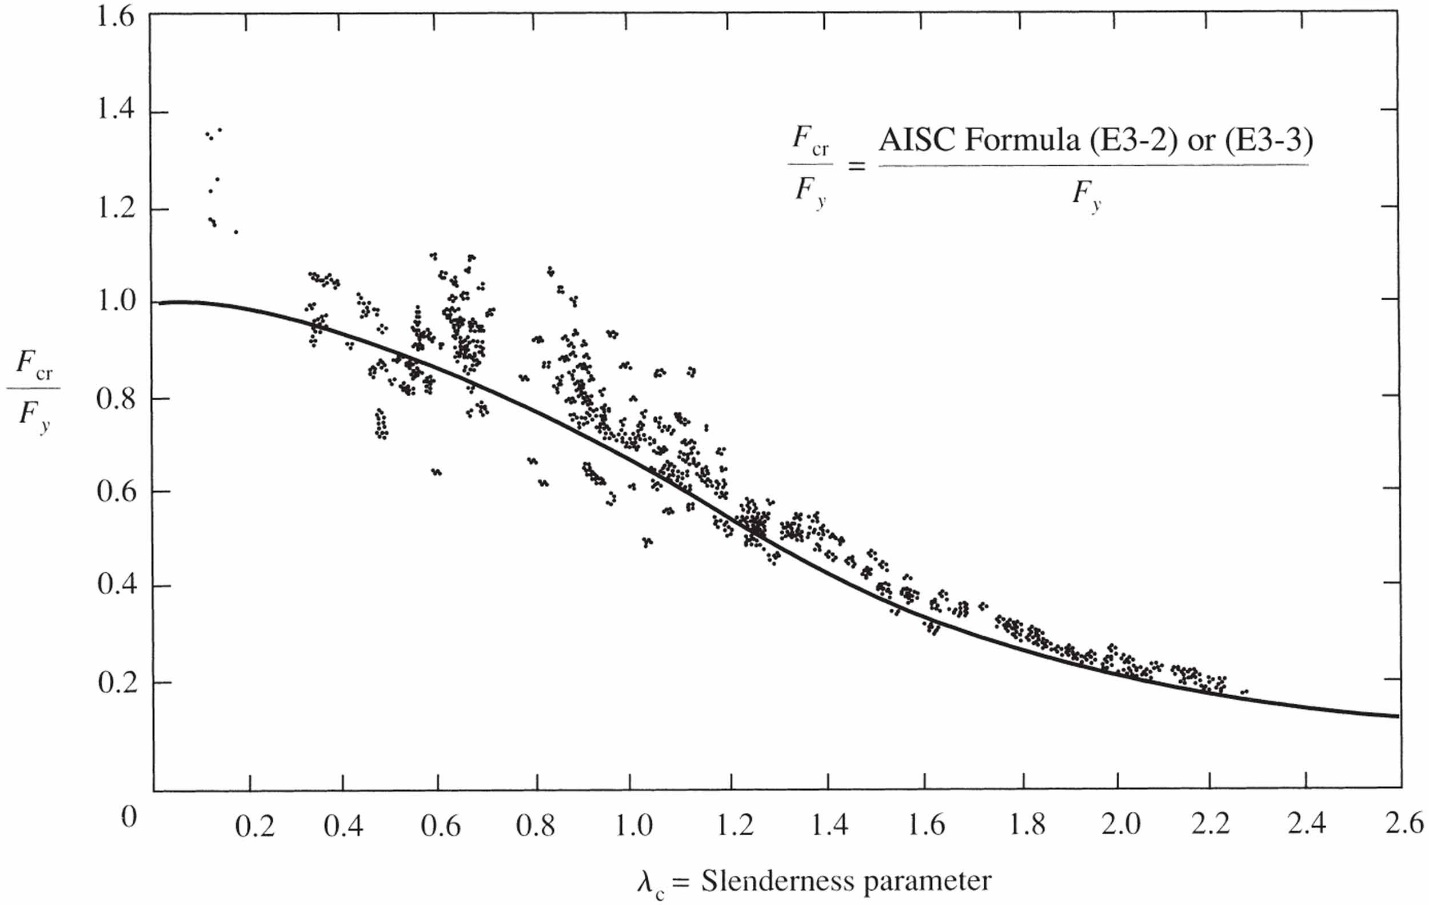 1.6
1.4
1.2
1.0
0.8
0.6
0.4
0.2
0
F_cr / F_y
F_cr / F_y = AISC Formula (E3-2) or (E3-3) / F_y
0.2 0.4 0.6 0.8 1.0 1.2 1.4 1.6 1.8 2.0 2.2 2.4 2.6
λ_c = Slenderness parameter